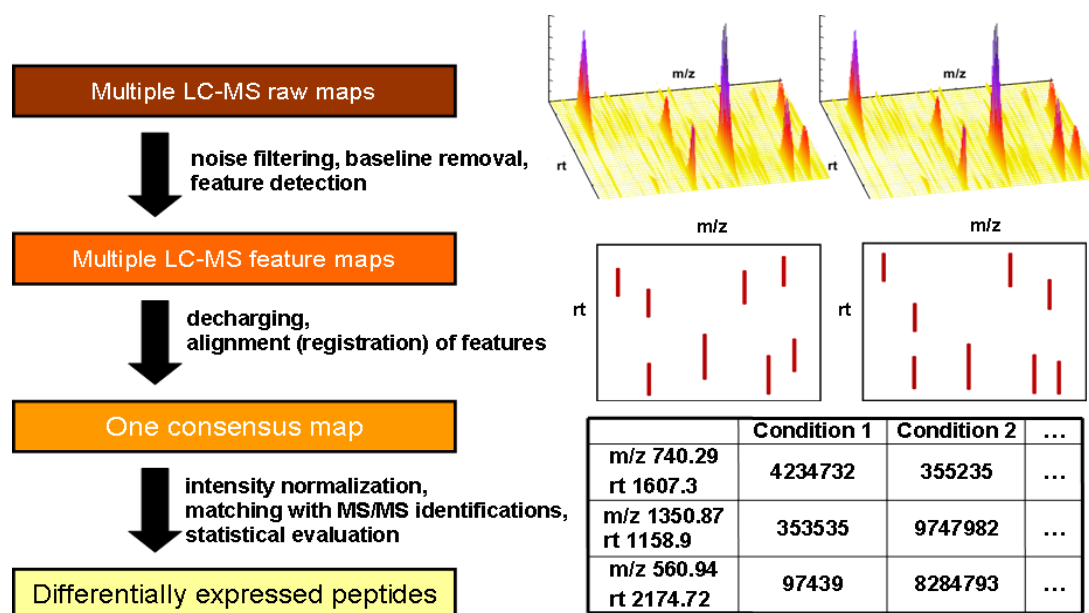 Multiple LC-MS raw maps
noise filtering, baseline removal,
feature detection
Multiple LC-MS feature maps
decharging,
alignment (registration) of features
One consensus map
intensity normalization,
matching with MS/MS identifications,
statistical evaluation
Differentially expressed peptides
m/z
rt
m/z
rt
m/z
rt
m/z
rt
Condition 1 Condition 2 ...
m/z 740.29
rt 1607.3
4234732 355235 ...
m/z 1350.87
rt 1158.9
353535 9747982 ...
m/z 560.94
rt 2174.72
97439 8284793 ...